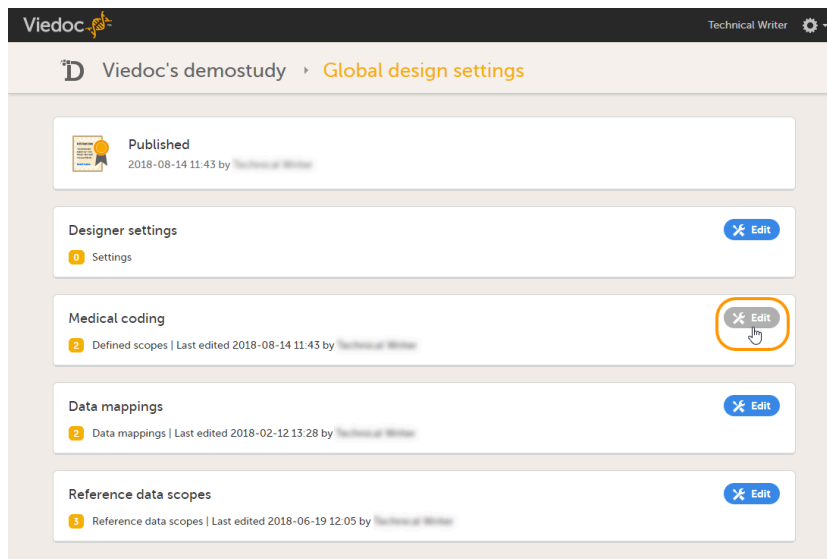 Viedoc
Technical Writer
Viedoc's demostudy Global design settings
Published
2018-08-14 11:43 by
Designer settings
Edit
0 Settings
Medical coding
Edit
2 Defined scopes | Last edited 2018-08-14 11:43 by
Data mappings
Edit
2 Data mappings | Last edited 2018-02-12 13:28 by
Reference data scopes
Edit
3 Reference data scopes | Last edited 2018-06-19 12:05 by